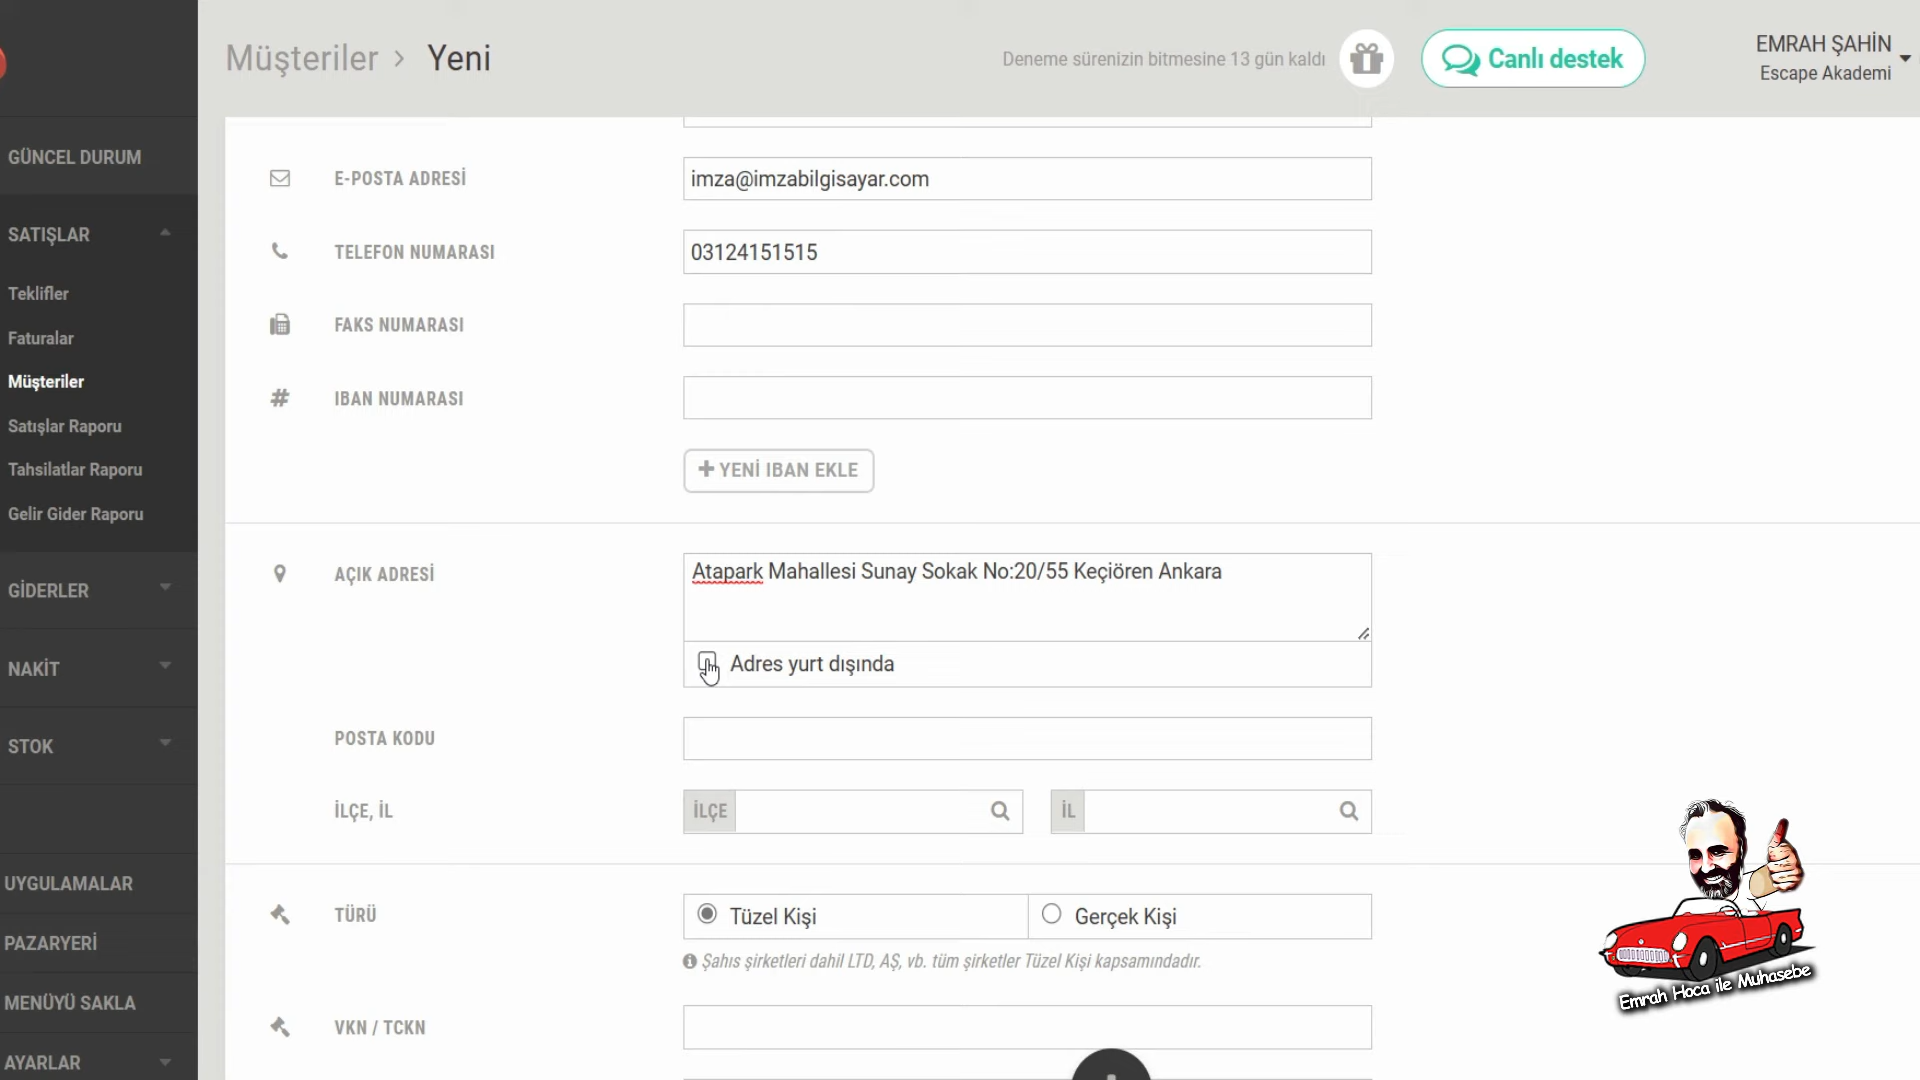 Müşteriler > Yeni
Deneme sürenizin bitmesine 13 gün kaldı
Canlı destek
EMRAH ŞAHİN
Escape Akademi
GÜNCEL DURUM
SATIŞLAR
Teklifler
Faturalar
Müşteriler
Satışlar Raporu
Tahsilatlar Raporu
Gelir Gider Raporu
GİDERLER
NAKİT
STOK
UYGULAMALAR
PAZARYERİ
MENÜYÜ SAKLA
AYARLAR
E-POSTA ADRESİ
imza@imzabilgisayar.com
TELEFON NUMARASI
03124151515
FAKS NUMARASI
IBAN NUMARASI
+ YENİ IBAN EKLE
AÇIK ADRESİ
Atapark Mahallesi Sunay Sokak No:20/55 Keçiören Ankara
Adres yurt dışında
POSTA KODU
İLÇE, İL
İLÇE
İL
TÜRÜ
Tüzel Kişi
Gerçek Kişi
Şahıs şirketleri dahil LTD, AŞ, vb. tüm şirketler Tüzel Kişi kapsamındadır.
VKN / TCKN
Emrah Hoca ile Muhasebe